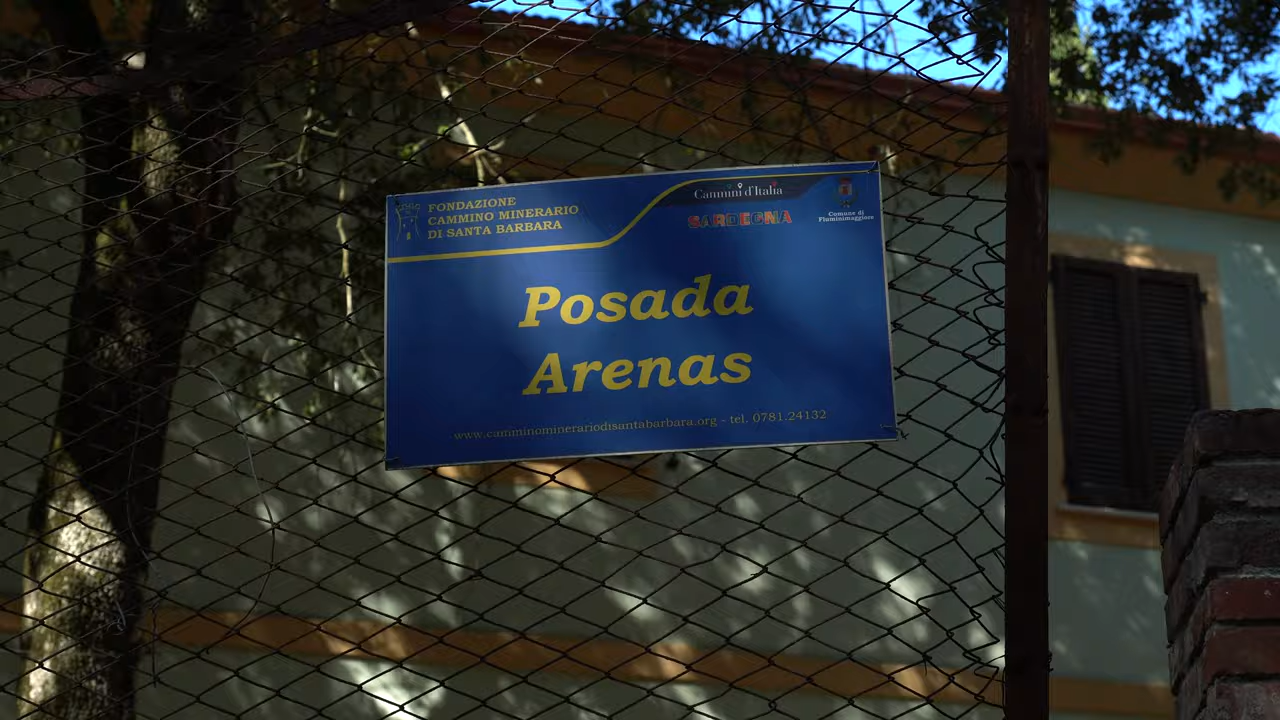 FONDAZIONE
CAMMINO MINERARIO
DI SANTA BARBARA
Cammini d'Italia
SARDEGNA
Comune di
Fluminimaggiore
Posada
Arenas
www.camminominerariodisantabarbara.org - tel. 0781.24132